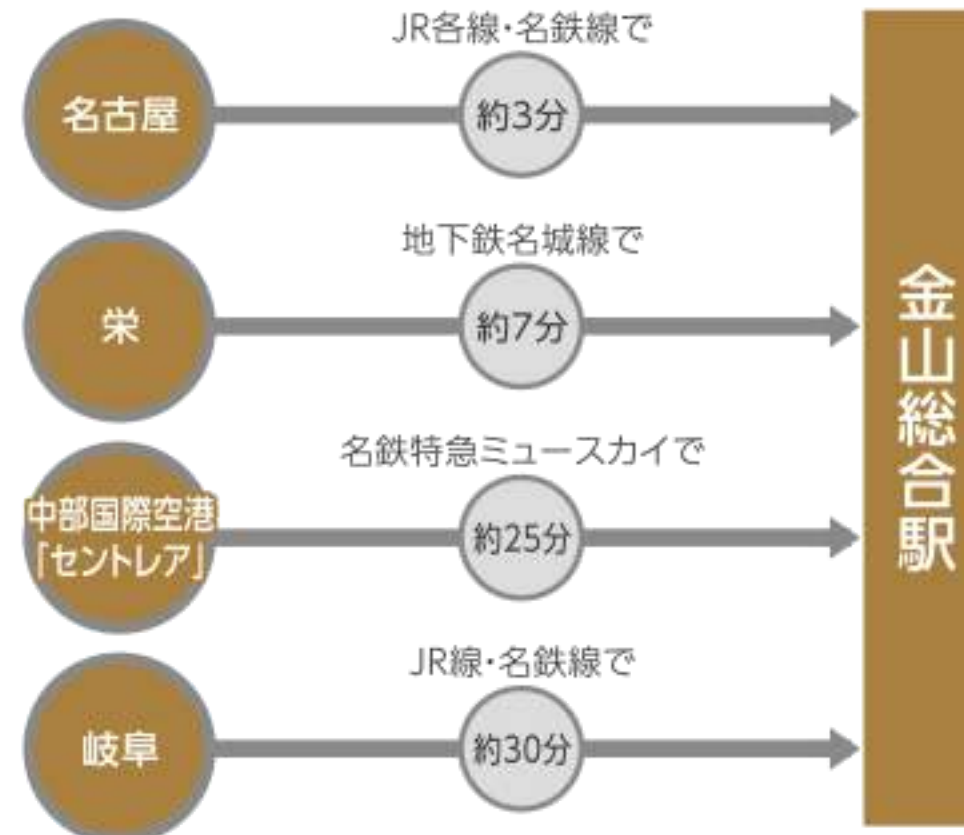 JR各線・名鉄線で
名古屋
約3分
地下鉄名城線で
栄
約7分
名鉄特急ミュースカイで
中部国際空港
「セントレア」
約25分
JR線・名鉄線で
岐阜
約30分
金山総合駅